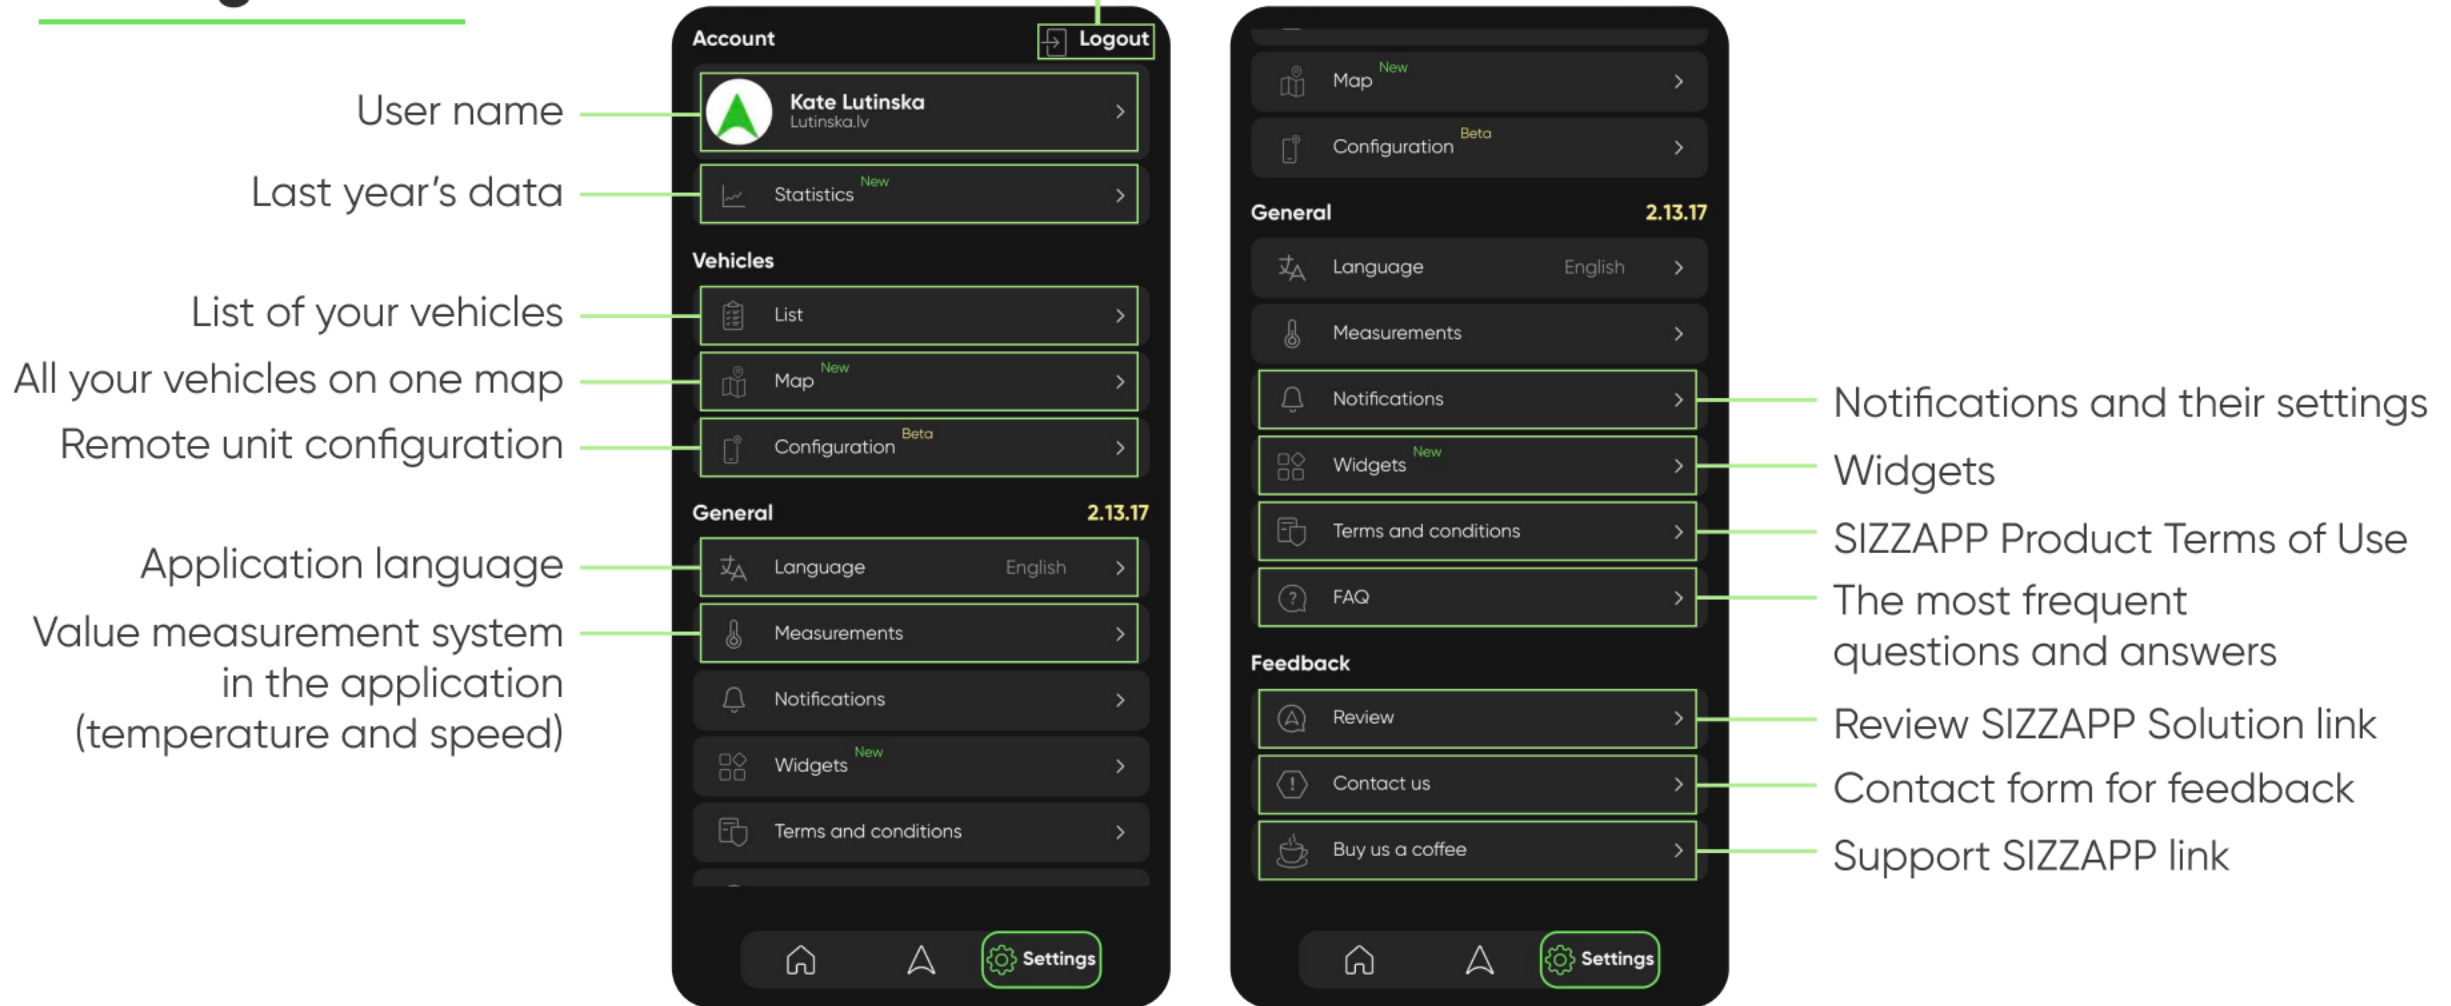 User name
Last year's data
List of your vehicles
All your vehicles on one map
Remote unit configuration
Application language
Value measurement system
in the application
(temperature and speed)
Account
Logout
Kate Lutinska
Lutinska.lv
Statistics New
Vehicles
List
Map New
Configuration Beta
General 2.13.17
Language English
Measurements
Notifications
Widgets New
Terms and conditions
Settings
Map New
Configuration Beta
General 2.13.17
Language English
Measurements
Notifications
Widgets New
Terms and conditions
FAQ
Feedback
Review
Contact us
Buy us a coffee
Settings
Notifications and their settings
Widgets
SIZZAPP Product Terms of Use
The most frequent
questions and answers
Review SIZZAPP Solution link
Contact form for feedback
Support SIZZAPP link